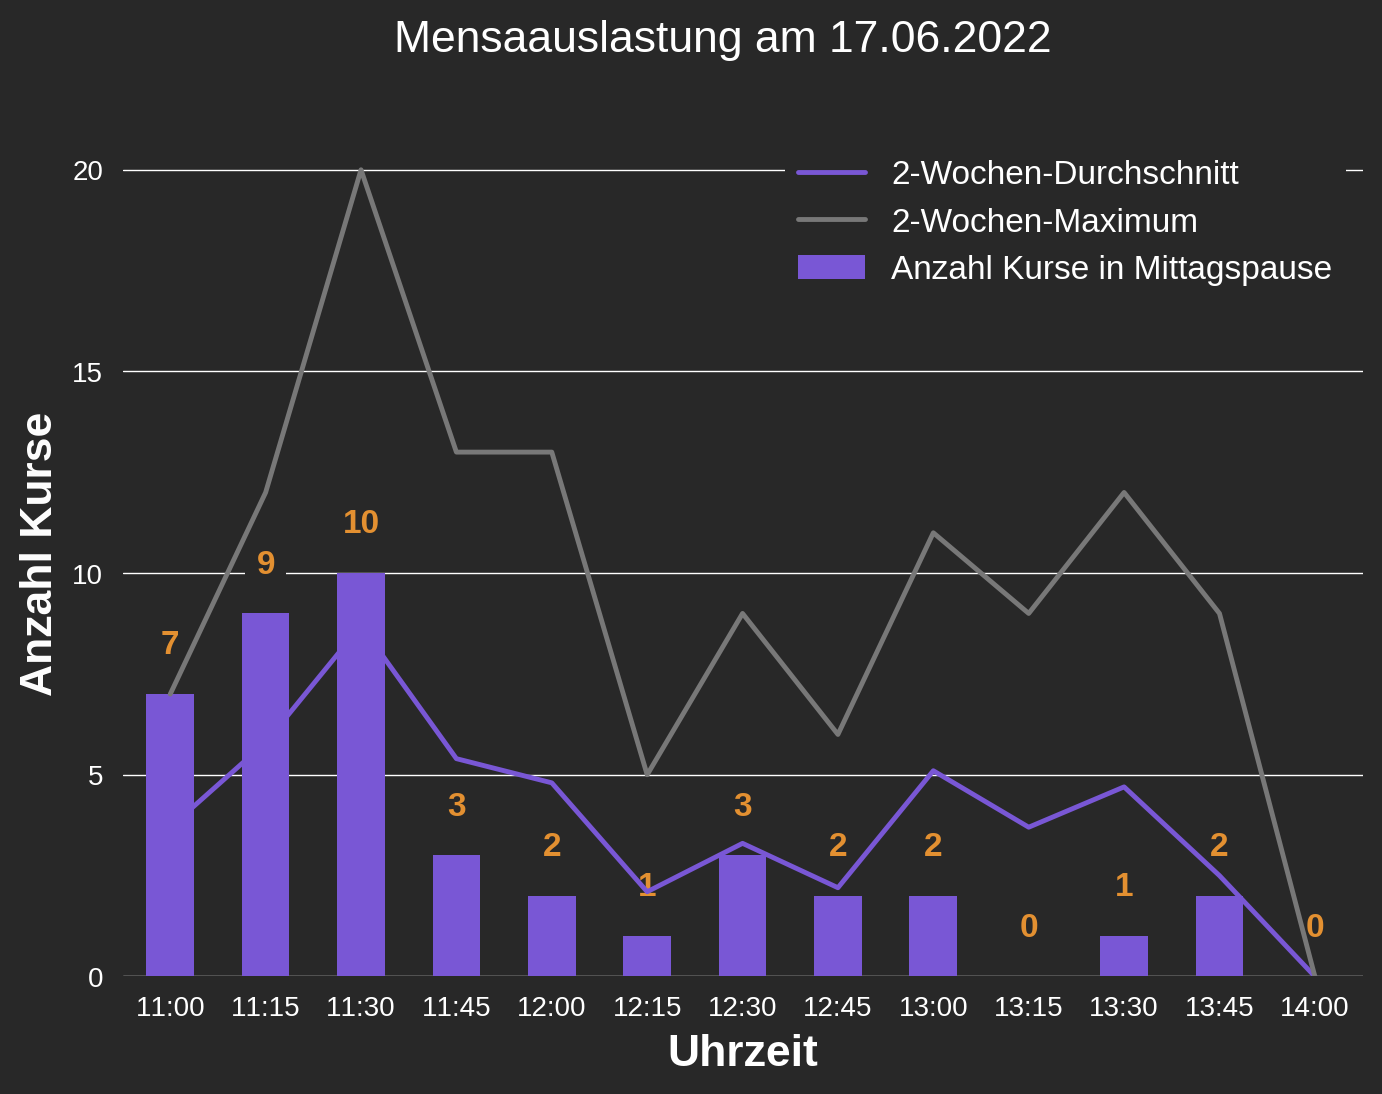 Mensaauslastung am 17.06.2022
2-Wochen-Durchschnitt
2-Wochen-Maximum
Anzahl Kurse in Mittagspause
Anzahl Kurse
20
15
10
5
0
7
9
10
3
2
1
3
2
2
0
1
2
0
11:00 11:15 11:30 11:45 12:00 12:15 12:30 12:45 13:00 13:15 13:30 13:45 14:00
Uhrzeit